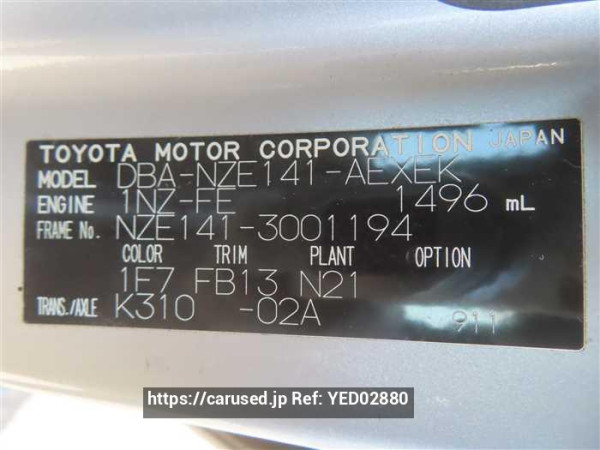 TOYOTA MOTOR CORPORATION JAPAN
MODEL DBA-NZE141-AEXEK
ENGINE 1NZ-FE 1496 mL
FRAME No. NZE141-3001194
COLOR TRIM PLANT OPTION
1F7 FB13 N21
TRANS./AXLE K310 -02A 911
https://carused.jp Ref: YED02880